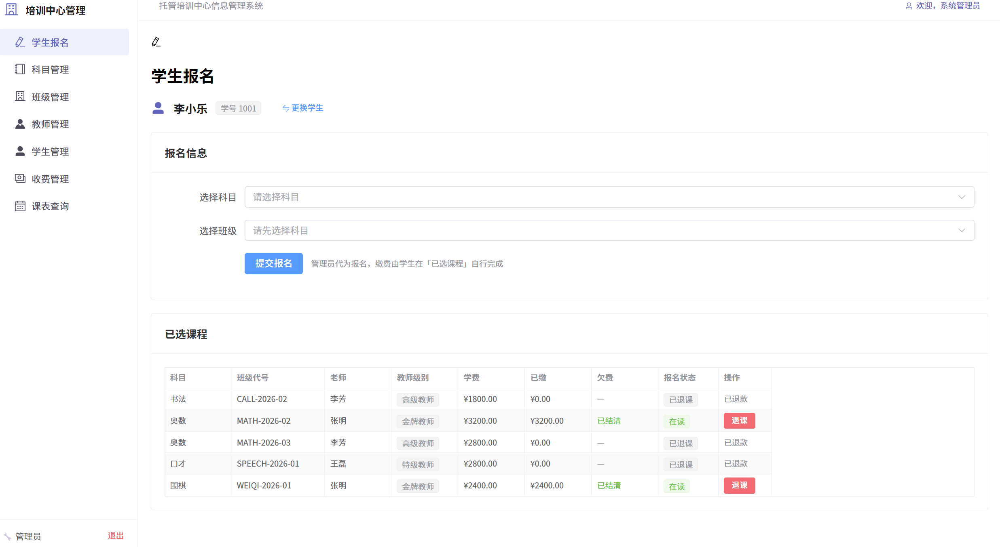 培训中心管理
托管培训中心信息管理系统
欢迎，系统管理员
学生报名
科目管理
班级管理
教师管理
学生管理
收费管理
课表查询
管理员
退出
学生报名
李小乐 学号 1001 更换学生
报名信息
选择科目 请选择科目
选择班级 请先选择科目
提交报名 管理员代为报名，缴费由学生在「已选课程」自行完成
已选课程
科目 班级代号 老师 教师级别 学费 已缴 欠费 报名状态 操作
书法 CALL-2026-02 李芳 高级教师 ¥1800.00 ¥0.00 — 已退课 已退款
奥数 MATH-2026-02 张明 金牌教师 ¥3200.00 ¥3200.00 已结清 在读 退课
奥数 MATH-2026-03 李芳 高级教师 ¥2800.00 ¥0.00 — 已退课 已退款
口才 SPEECH-2026-01 王磊 特级教师 ¥2800.00 ¥0.00 — 已退课 已退款
围棋 WEIQI-2026-01 张明 金牌教师 ¥2400.00 ¥2400.00 已结清 在读 退课